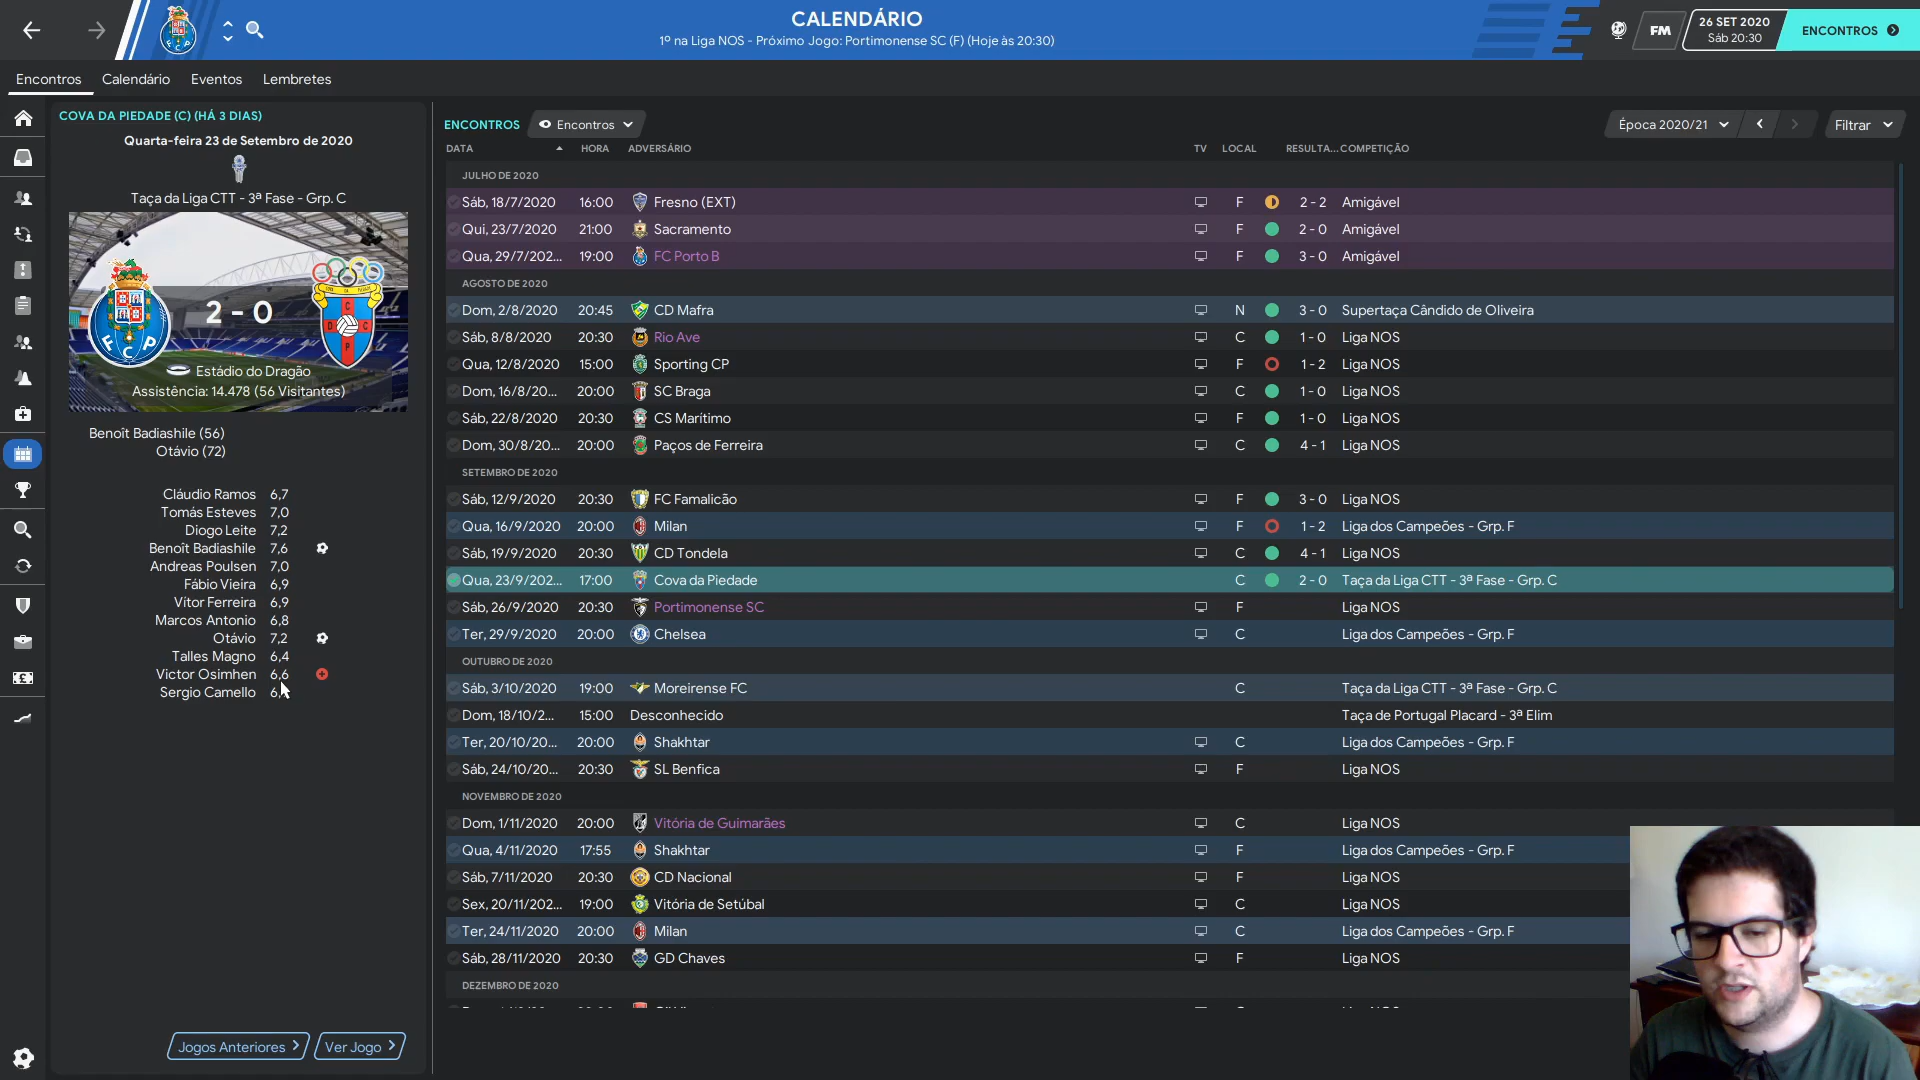 CALENDÁRIO
1º na Liga NOS - Próximo Jogo: Portimonense SC (F) (Hoje às 20:30)
FM
26 SET 2020
Sáb 20:30
ENCONTROS
Encontros Calendário Eventos Lembretes
COVA DA PIEDADE (C) (HÁ 3 DIAS)
Quarta-feira 23 de Setembro de 2020
Taça da Liga CTT - 3ª Fase - Grp. C
2 - 0
Estádio do Dragão
Assistência: 14.478 (56 Visitantes)
Benoît Badiashile (56)
Otávio (72)
Cláudio Ramos 6,7
Tomás Esteves 7,0
Diogo Leite 7,2
Benoît Badiashile 7,6
Andreas Poulsen 7,0
Fábio Vieira 6,9
Vítor Ferreira 6,9
Marcos Antonio 6,8
Otávio 7,2
Talles Magno 6,4
Victor Osimhen 6,6
Sergio Camello 6,
Jogos Anteriores
Ver Jogo
ENCONTROS
Encontros
Época 2020/21
Filtrar
DATA HORA ADVERSÁRIO TV LOCAL RESULTA... COMPETIÇÃO
JULHO DE 2020
Sáb, 18/7/2020 16:00 Fresno (EXT) F 2 - 2 Amigável
Qui, 23/7/2020 21:00 Sacramento F 2 - 0 Amigável
Qua, 29/7/202... 19:00 FC Porto B F 3 - 0 Amigável
AGOSTO DE 2020
Dom, 2/8/2020 20:45 CD Mafra N 3 - 0 Supertaça Cândido de Oliveira
Sáb, 8/8/2020 20:30 Rio Ave C 1 - 0 Liga NOS
Qua, 12/8/2020 15:00 Sporting CP F 1 - 2 Liga NOS
Dom, 16/8/20... 20:00 SC Braga C 1 - 0 Liga NOS
Sáb, 22/8/2020 20:30 CS Marítimo F 1 - 0 Liga NOS
Dom, 30/8/20... 20:00 Paços de Ferreira C 4 - 1 Liga NOS
SETEMBRO DE 2020
Sáb, 12/9/2020 20:30 FC Famalicão F 3 - 0 Liga NOS
Qua, 16/9/2020 20:00 Milan F 1 - 2 Liga dos Campeões - Grp. F
Sáb, 19/9/2020 20:30 CD Tondela C 4 - 1 Liga NOS
Qua, 23/9/202... 17:00 Cova da Piedade C 2 - 0 Taça da Liga CTT - 3ª Fase - Grp. C
Sáb, 26/9/2020 20:30 Portimonense SC F Liga NOS
Ter, 29/9/2020 20:00 Chelsea C Liga dos Campeões - Grp. F
OUTUBRO DE 2020
Sáb, 3/10/2020 19:00 Moreirense FC C Taça da Liga CTT - 3ª Fase - Grp. C
Dom, 18/10/2... 15:00 Desconhecido Taça de Portugal Placard - 3ª Elim
Ter, 20/10/20... 20:00 Shakhtar C Liga dos Campeões - Grp. F
Sáb, 24/10/20... 20:30 SL Benfica F Liga NOS
NOVEMBRO DE 2020
Dom, 1/11/2020 20:00 Vitória de Guimarães C Liga NOS
Qua, 4/11/2020 17:55 Shakhtar F Liga dos Campeões - Grp. F
Sáb, 7/11/2020 20:30 CD Nacional F Liga NOS
Sex, 20/11/202... 19:00 Vitória de Setúbal C Liga NOS
Ter, 24/11/2020 20:00 Milan C Liga dos Campeões - Grp. F
Sáb, 28/11/2020 20:30 GD Chaves F Liga NOS
DEZEMBRO DE 2020